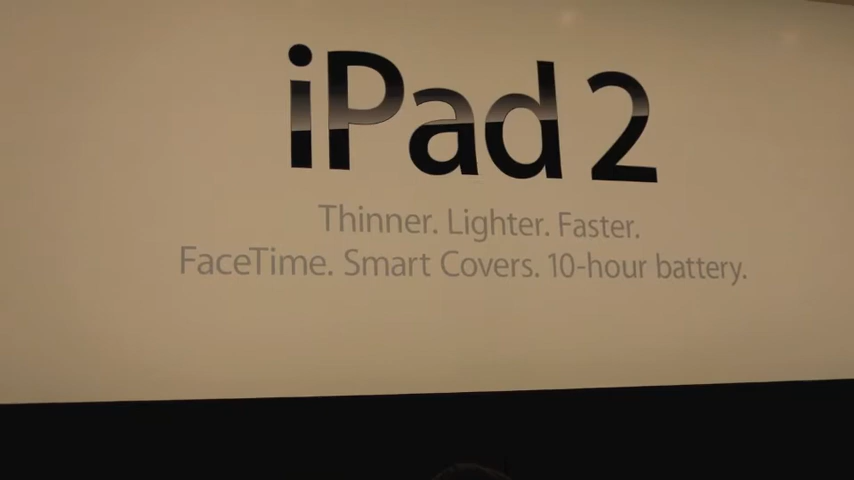 iPad 2
Thinner. Lighter. Faster.
FaceTime. Smart Covers. 10-hour battery.